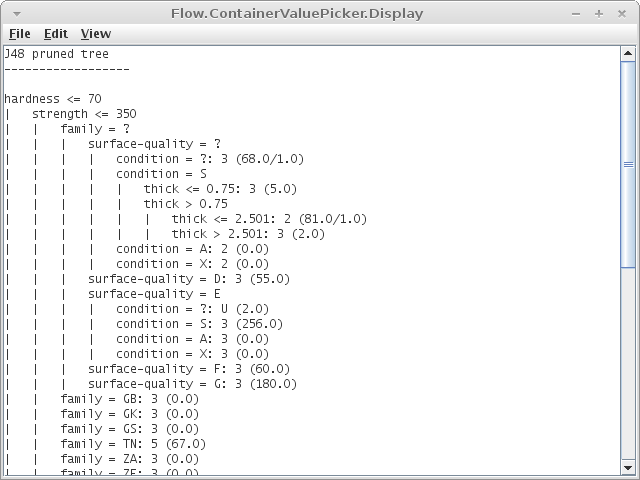 Flow.ContainerValuePicker.Display
File Edit View
J48 pruned tree
------------------
hardness <= 70
|   strength <= 350
|   |   family = ?
|   |   |   surface-quality = ?
|   |   |   |   condition = ?: 3 (68.0/1.0)
|   |   |   |   condition = S
|   |   |   |   |   thick <= 0.75: 3 (5.0)
|   |   |   |   |   thick > 0.75
|   |   |   |   |   |   thick <= 2.501: 2 (81.0/1.0)
|   |   |   |   |   |   thick > 2.501: 3 (2.0)
|   |   |   |   condition = A: 2 (0.0)
|   |   |   |   condition = X: 2 (0.0)
|   |   |   surface-quality = D: 3 (55.0)
|   |   |   surface-quality = E
|   |   |   |   condition = ?: U (2.0)
|   |   |   |   condition = S: 3 (256.0)
|   |   |   |   condition = A: 3 (0.0)
|   |   |   |   condition = X: 3 (0.0)
|   |   |   surface-quality = F: 3 (60.0)
|   |   |   surface-quality = G: 3 (180.0)
|   |   family = GB: 3 (0.0)
|   |   family = GK: 3 (0.0)
|   |   family = GS: 3 (0.0)
|   |   family = TN: 5 (67.0)
|   |   family = ZA: 3 (0.0)
|   |   family = ZF: 3 (0.0)